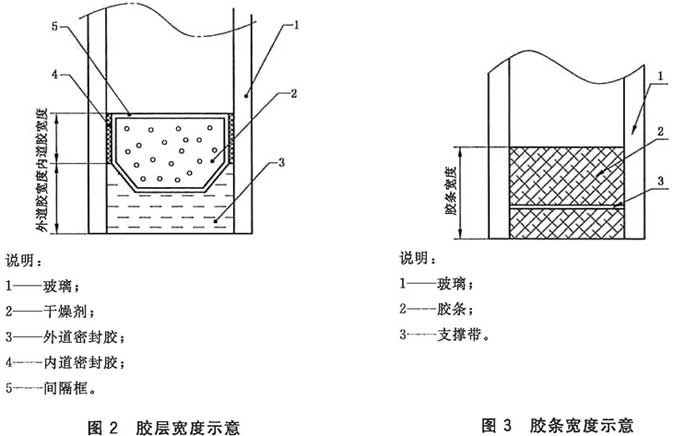 5
1
4
2
3
内道胶宽度
外道胶宽度
说明：
1——玻璃；
2——干燥剂；
3——外道密封胶；
4——内道密封胶；
5——间隔框。
图 2 胶层宽度示意
1
2
3
胶条宽度
说明：
1——玻璃；
2——胶条；
3——支撑带。
图 3 胶条宽度示意